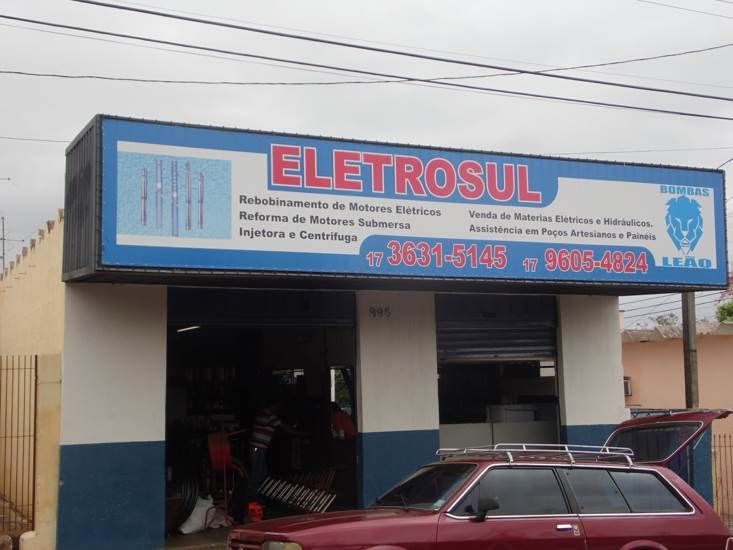 ELETROSUL
Rebobinamento de Motores Elétricos
Reforma de Motores Submersa
Injetora e Centrifuga
Venda de Materias Elétricos e Hidráulicos.
Assistência em Poços Artesianos e Painéis
17 3631-5145 17 9605-4824
BOMBAS
LEÃO
995